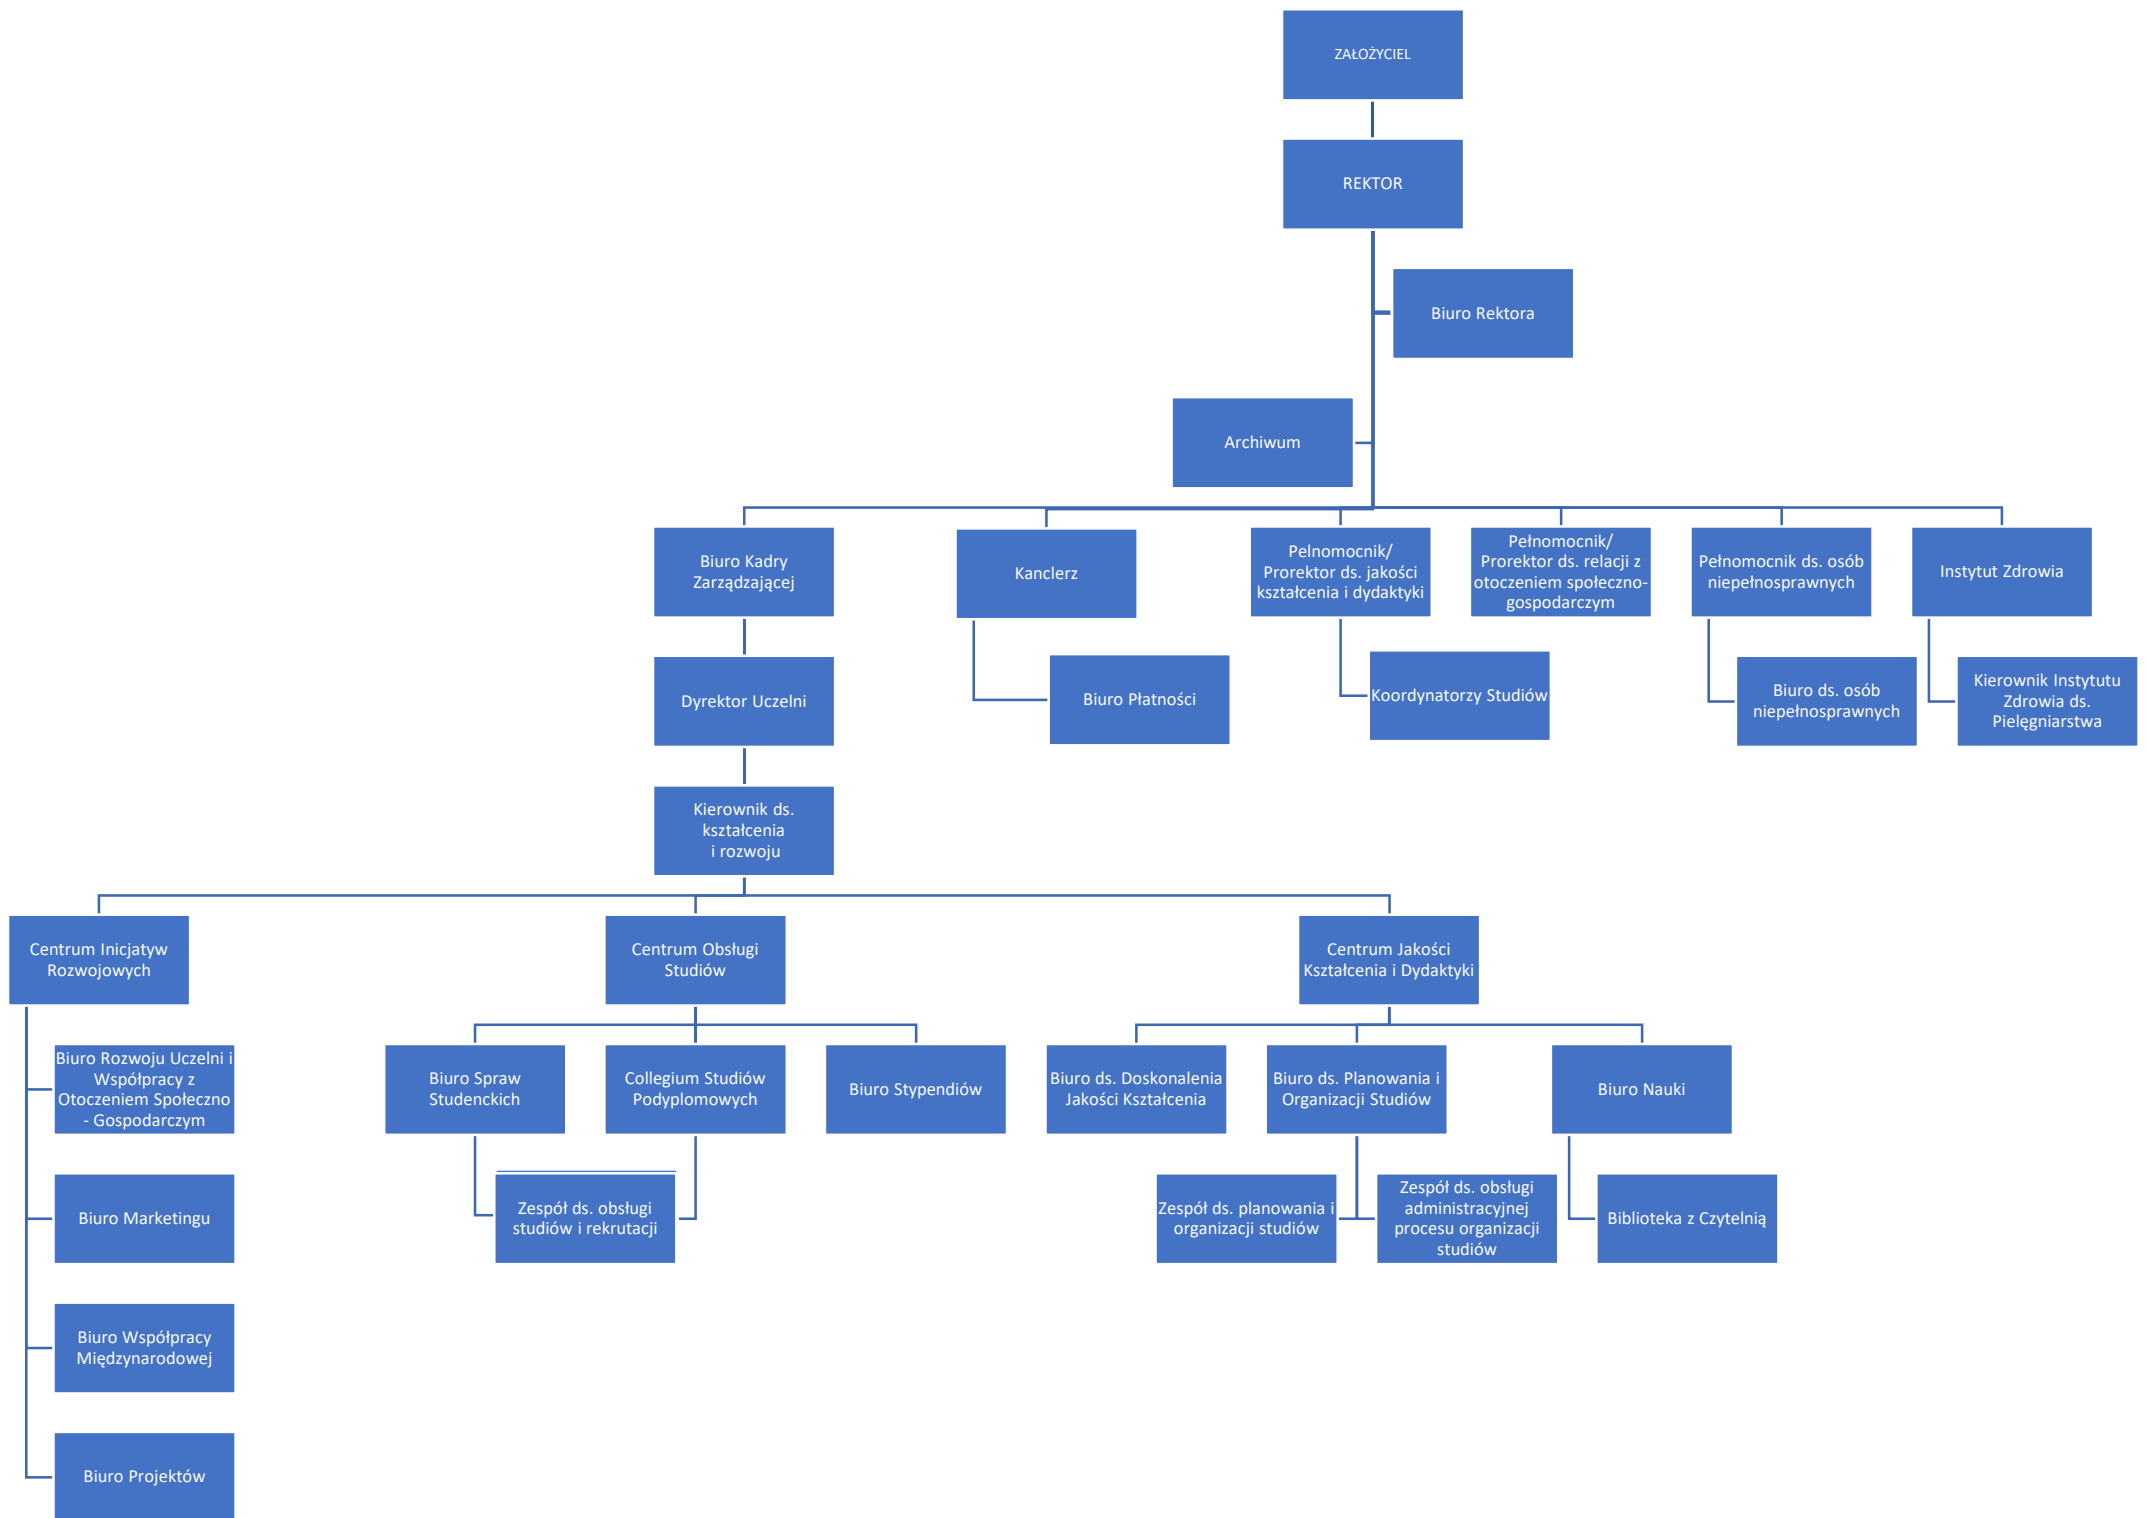 ZAŁOŻYCIEL
REKTOR
Biuro Rektora
Archiwum
Biuro Kadry
Zarządzającej
Kanclerz
Pelnomocnik/
Prorektor ds. jakości
kształcenia i dydaktyki
Pełnomocnik/
Prorektor ds. relacji z
otoczeniem społeczno-
gospodarczym
Pełnomocnik ds. osób
niepełnosprawnych
Instytut Zdrowia
Dyrektor Uczelni
Biuro Płatności
Koordynatorzy Studiów
Biuro ds. osób
niepełnosprawnych
Kierownik Instytutu
Zdrowia ds.
Pielęgniarstwa
Kierownik ds.
kształcenia
i rozwoju
Centrum Inicjatyw
Rozwojowych
Centrum Obsługi
Studiów
Centrum Jakości
Kształcenia i Dydaktyki
Biuro Rozwoju Uczelni i
Współpracy z
Otoczeniem Społeczno
- Gospodarczym
Biuro Spraw
Studenckich
Collegium Studiów
Podyplomowych
Biuro Stypendiów
Biuro ds. Doskonalenia
Jakości Kształcenia
Biuro ds. Planowania i
Organizacji Studiów
Biuro Nauki
Biuro Marketingu
Zespół ds. obsługi
studiów i rekrutacji
Zespół ds. planowania i
organizacji studiów
Zespół ds. obsługi
administracyjnej
procesu organizacji
studiów
Biblioteka z Czytelnią
Biuro Współpracy
Międzynarodowej
Biuro Projektów